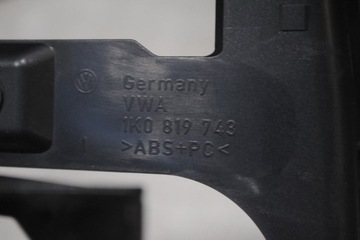 Germany
VWA
1K0 819 743
>ABS+PC<